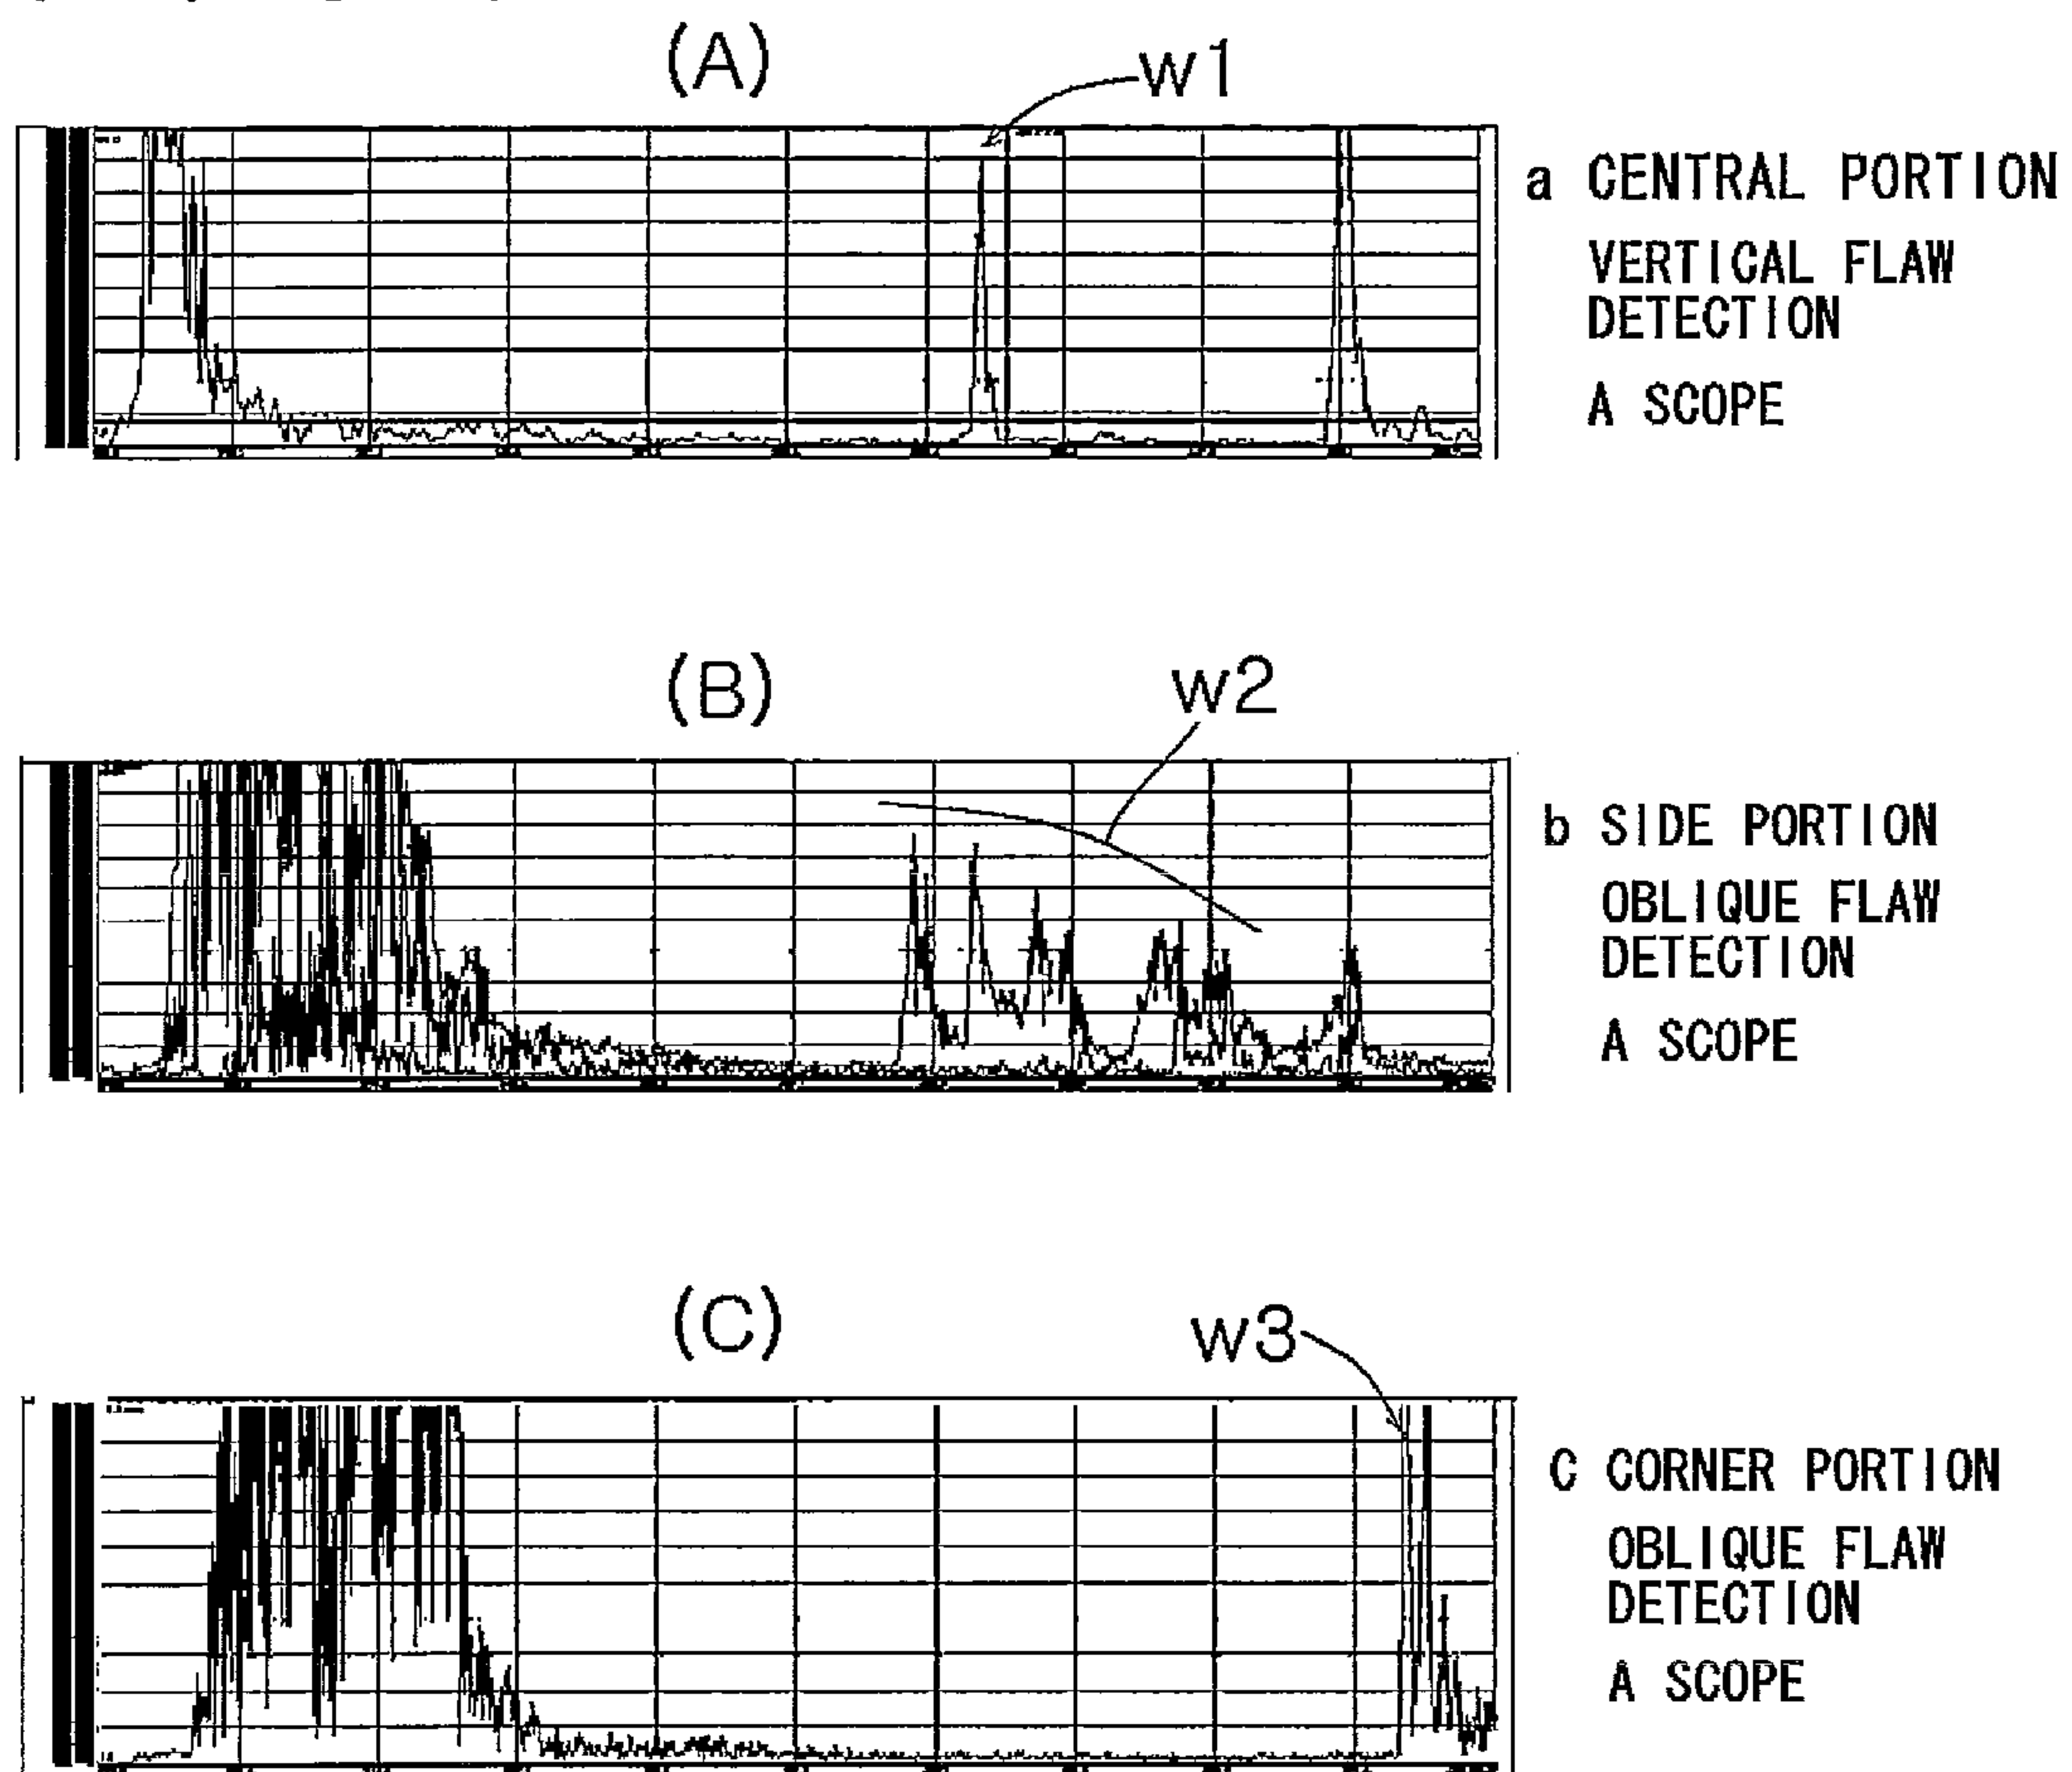 (A)
w1
a CENTRAL PORTION
VERTICAL FLAW
DETECTION
A SCOPE
(B)
w2
b SIDE PORTION
OBLIQUE FLAW
DETECTION
A SCOPE
(C)
w3
C CORNER PORTION
OBLIQUE FLAW
DETECTION
A SCOPE